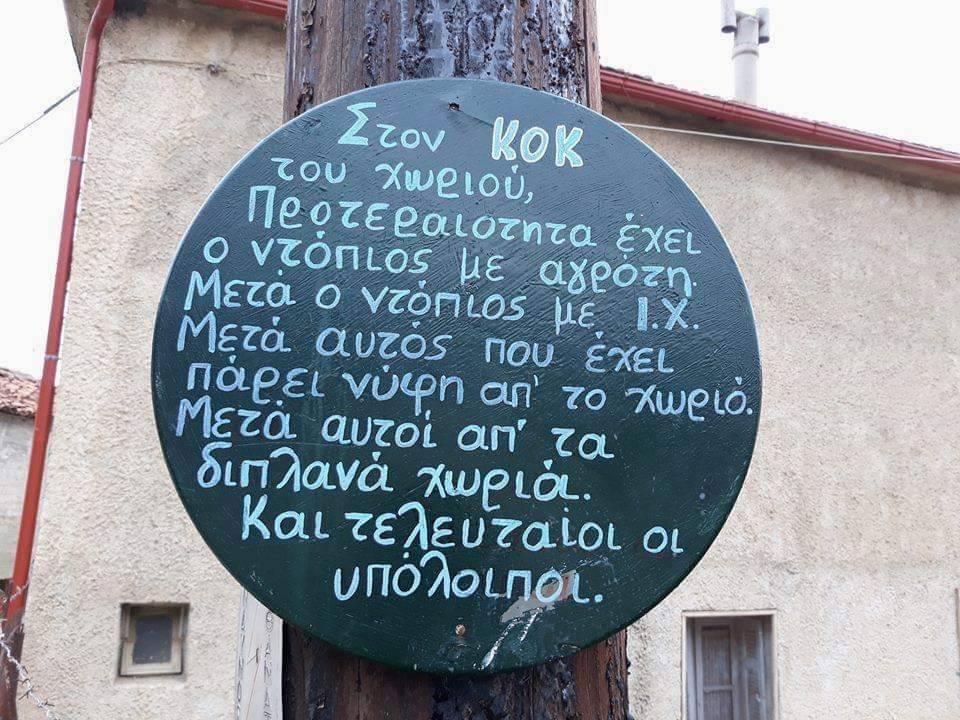 Στον ΚΟΚ
του χωριού,
Προτεραιότητα έχει
ο ντόπιος με αγρότη.
Μετά ο ντόπιος με Ι.Χ.
Μετά αυτός που έχει
πάρει νύφη απ' το χωριό.
Μετά αυτοί απ' τα
διπλανά χωριά.
Και τελευταίοι οι
υπόλοιποι.